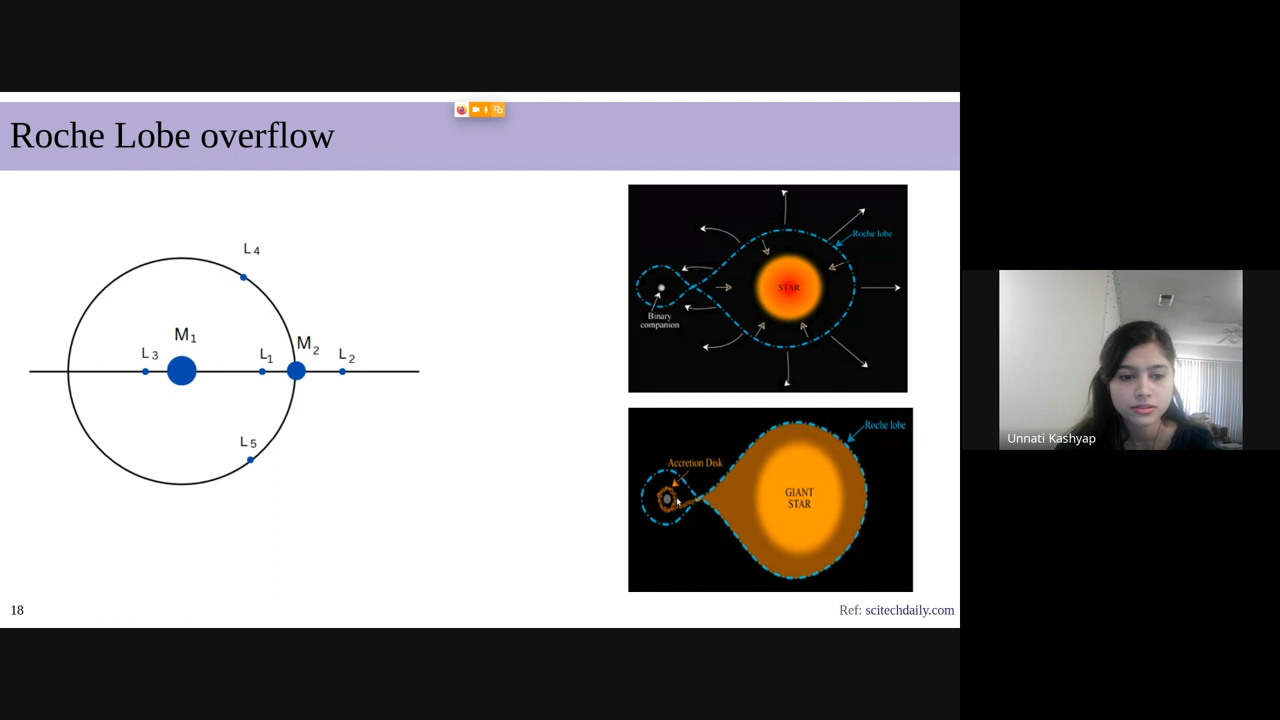 Roche Lobe overflow
L4
M1
M2
L3
L1
L2
L5
Roche lobe
STAR
Binary
companion
Roche lobe
Accretion Disk
GIANT
STAR
18
Ref: scitechdaily.com
Unnati Kashyap